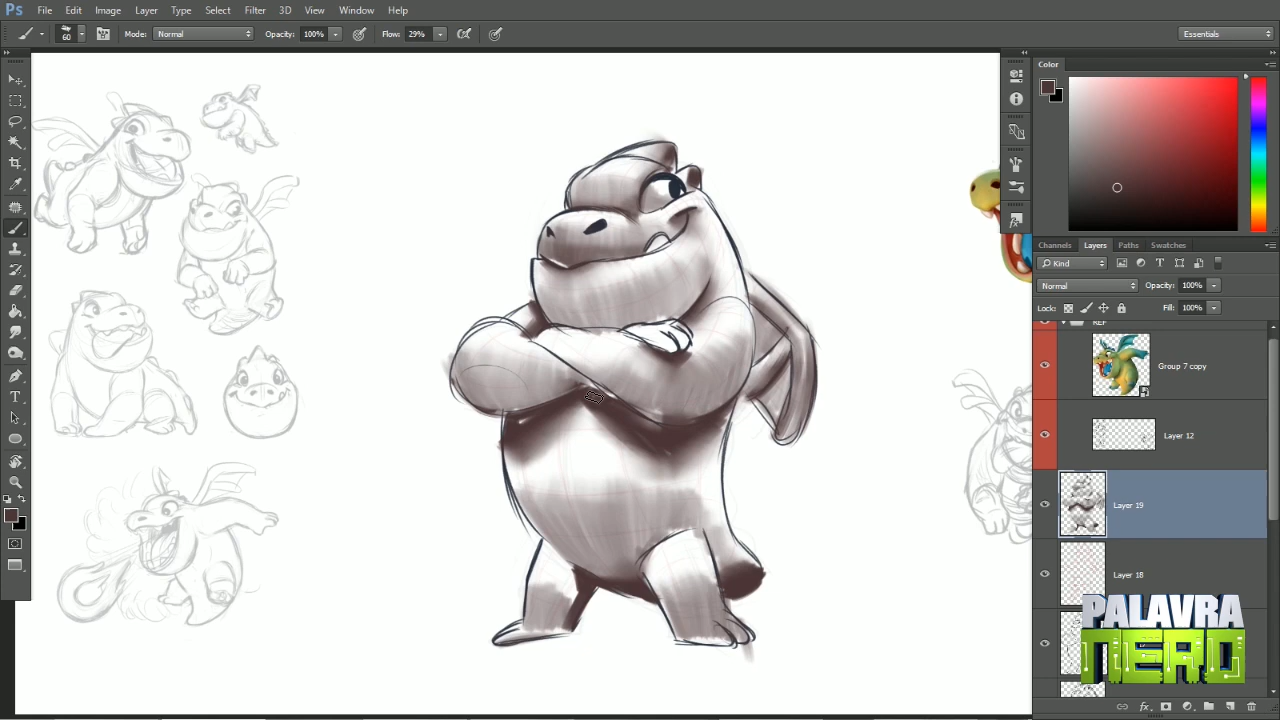 Ps File Edit Image Layer Type Select Filter 3D View Window Help
60 Mode: Normal Opacity: 100% Flow: 29% Essentials
Color
Channels Layers Paths Swatches
Kind
Normal Opacity: 100%
Lock: Fill: 100%
REF
Group 7 copy
Layer 12
Layer 19
Layer 18
PALAVRA
NERD